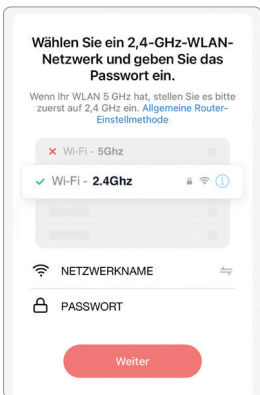 Wählen Sie ein 2,4-GHz-WLAN-
Netzwerk und geben Sie das
Passwort ein.
Wenn Ihr WLAN 5 GHz hat, stellen Sie es bitte
zuerst auf 2,4 GHz ein. Allgemeine Router-
Einstellmethode
Wi-Fi - 5Ghz
Wi-Fi - 2.4Ghz
NETZWERKNAME
PASSWORT
Weiter